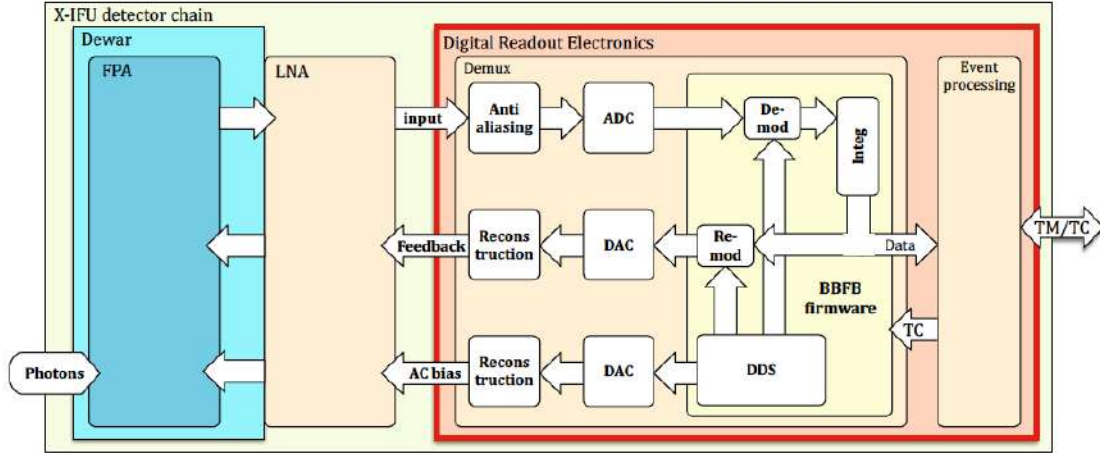 X-IFU detector chain
Dewar
FPA
LNA
Digital Readout Electronics
Demux
Event
processing
input
Anti
aliasing
ADC
De-
mod
Integ
Feedback
Recons
truction
DAC
Re-
mod
Data
TM/TC
BBFB
firmware
TC
Photons
AC bias
Recons
truction
DAC
DDS